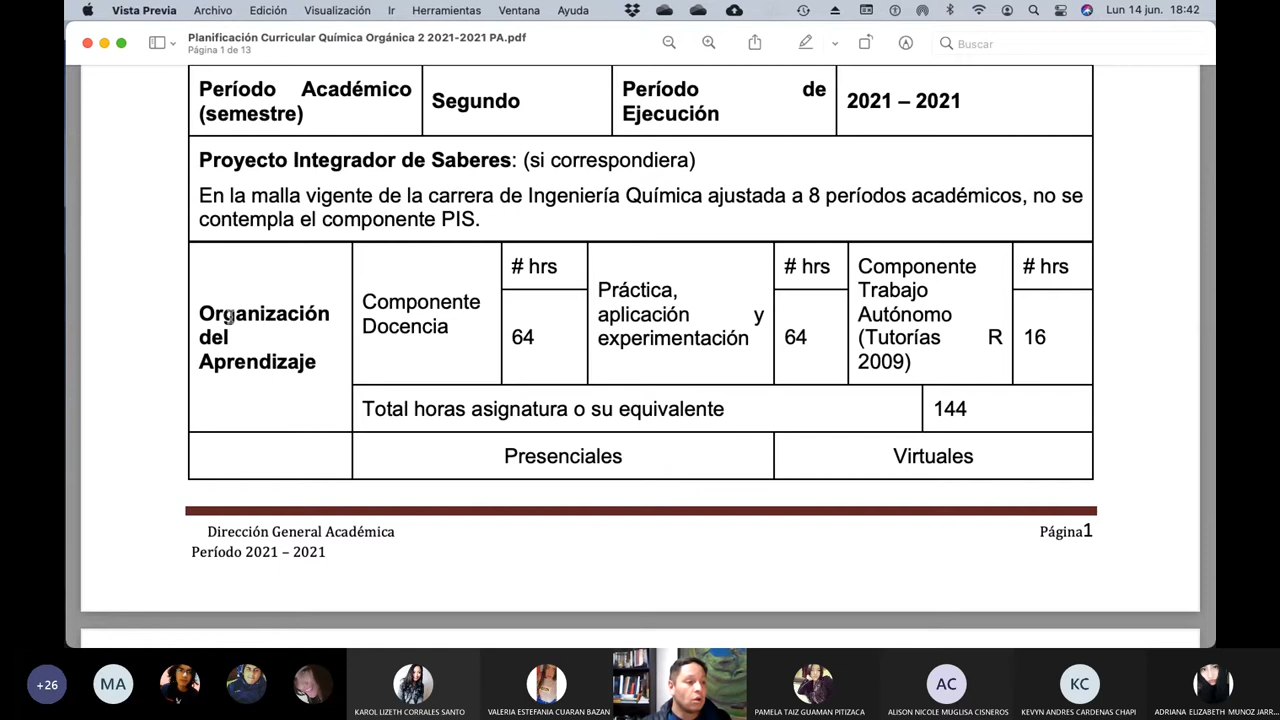 Vista Previa Archivo Edición Visualización Ir Herramientas Ventana Ayuda Lun 14 jun. 18:42
Planificación Curricular Química Orgánica 2 2021-2021 PA.pdf
Página 1 de 13
Buscar
Período Académico (semestre)
Segundo
Período de Ejecución
2021 – 2021
Proyecto Integrador de Saberes: (si correspondiera)
En la malla vigente de la carrera de Ingeniería Química ajustada a 8 períodos académicos, no se
contempla el componente PIS.
Organización
del
Aprendizaje
Componente
Docencia
# hrs
64
Práctica,
aplicación y
experimentación
# hrs
64
Componente
Trabajo
Autónomo
(Tutorías R
2009)
# hrs
16
Total horas asignatura o su equivalente 144
Presenciales Virtuales
Dirección General Académica Página1
Período 2021 – 2021
+26
MA
KAROL LIZETH CORRALES SANTO
VALERIA ESTEFANIA CUARAN BAZAN
PAMELA TAIZ GUAMAN PITIZACA
AC
ALISON NICOLE MUGLISA CISNEROS
KC
KEVYN ANDRES CARDENAS CHAPI
ADRIANA ELIZABETH MUNOZ JARR...